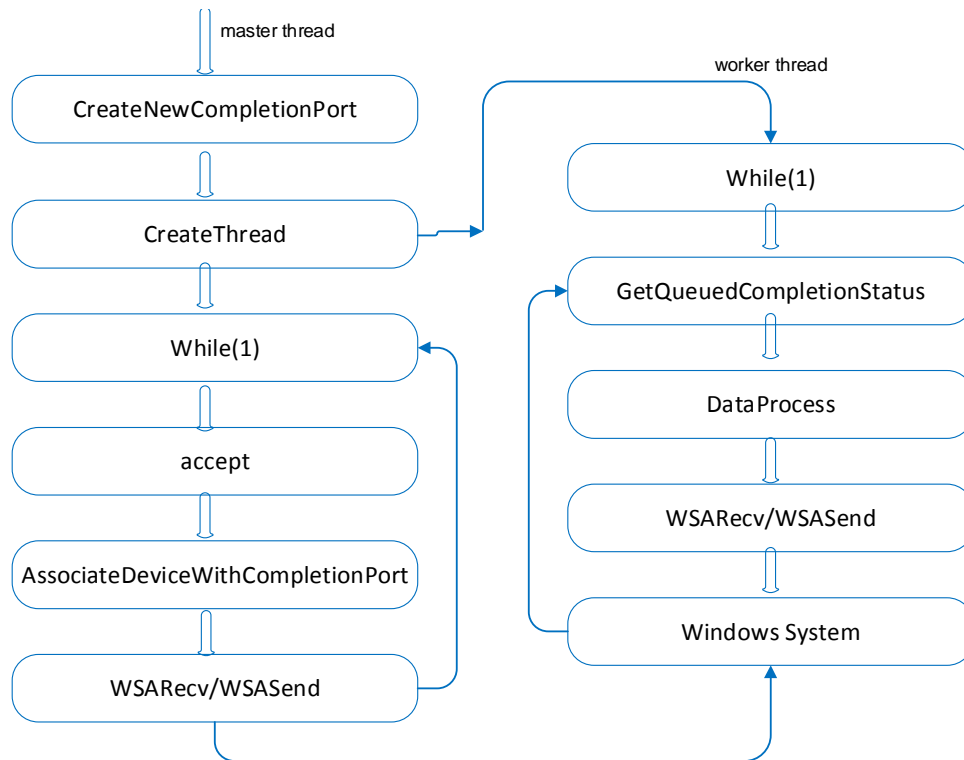 master thread
CreateNewCompletionPort
CreateThread
While(1)
accept
AssociateDeviceWithCompletionPort
WSARecv/WSASend
worker thread
While(1)
GetQueuedCompletionStatus
DataProcess
WSARecv/WSASend
Windows System